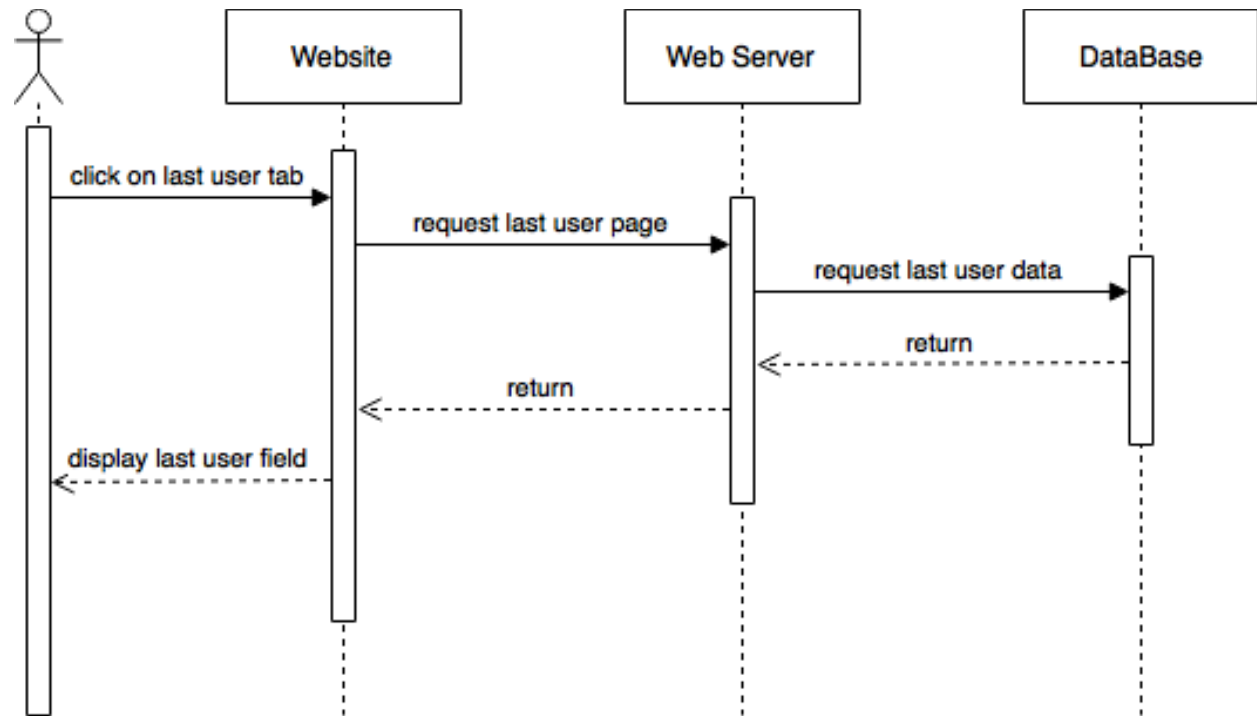 Website
Web Server
DataBase
click on last user tab
request last user page
request last user data
return
return
display last user field